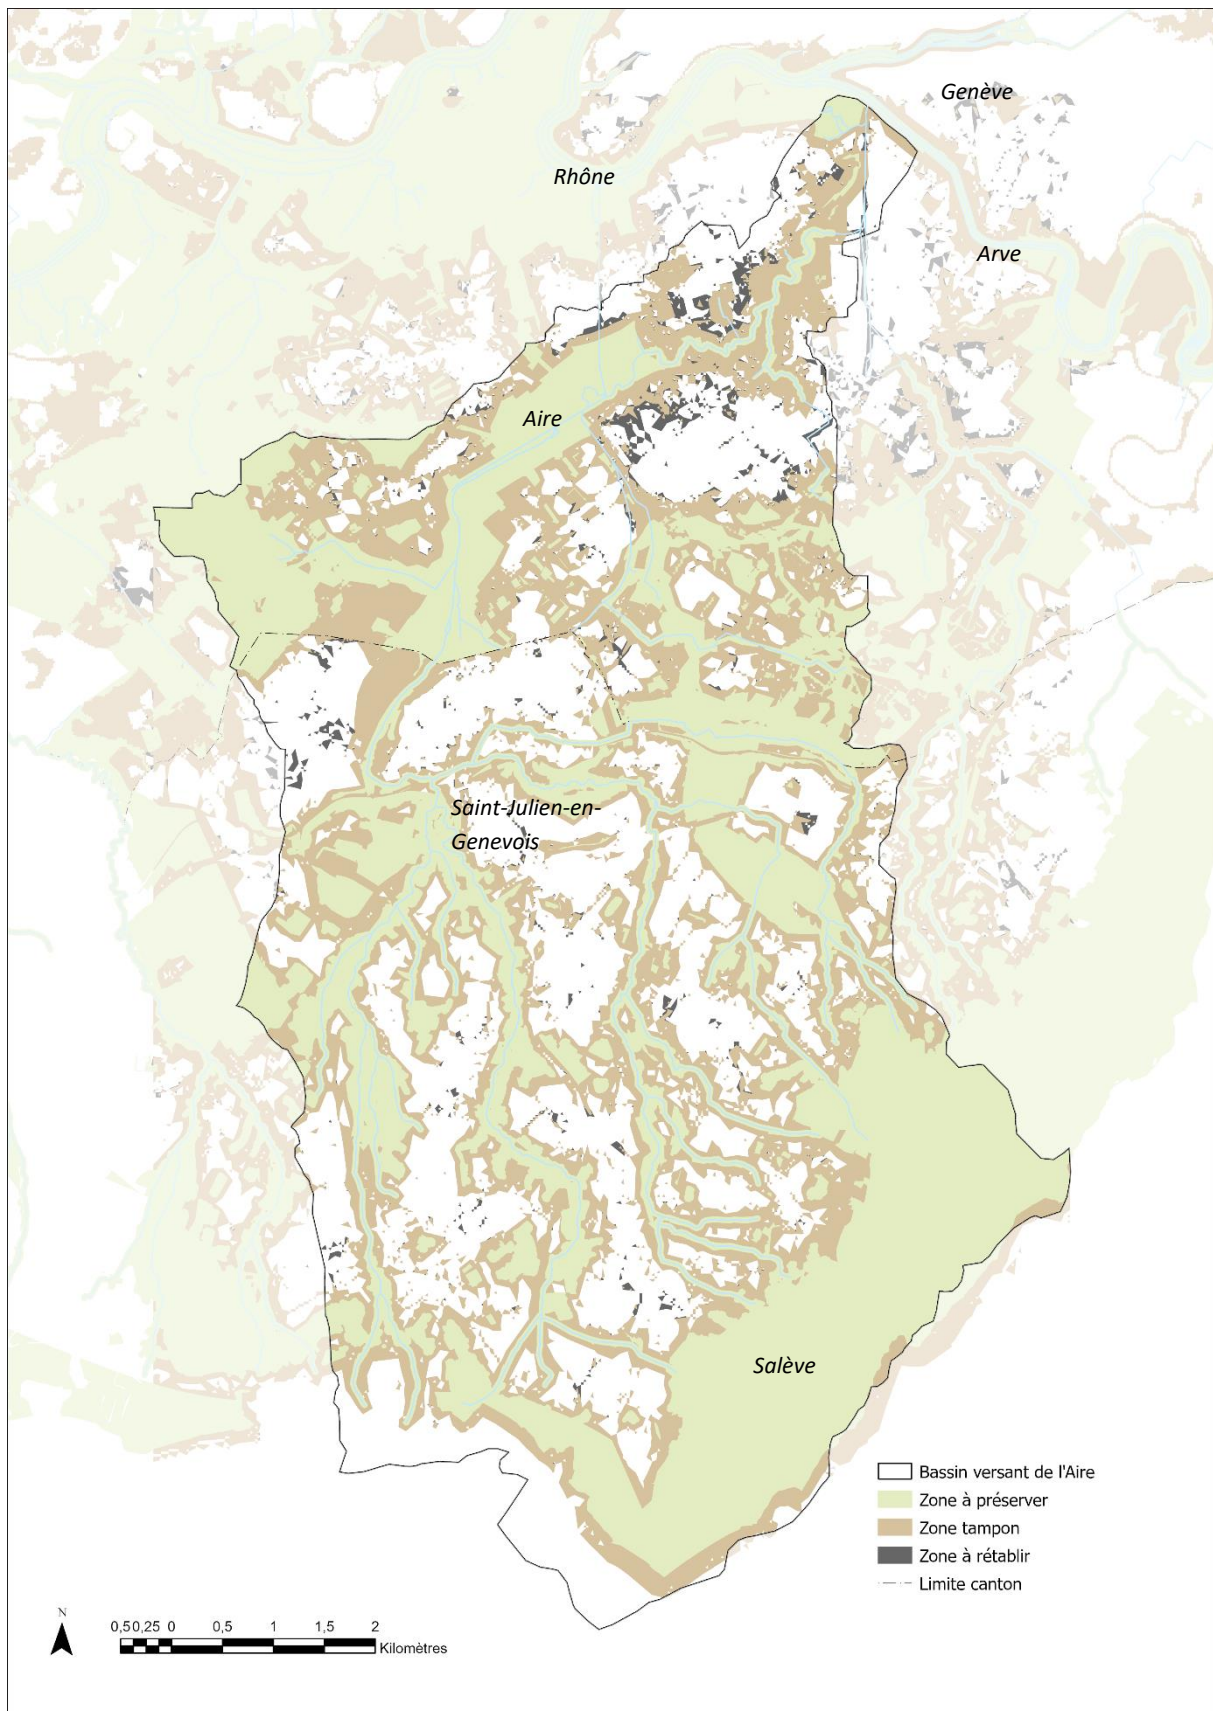 Genève
Rhône
Arve
Aire
Saint-Julien-en-
Genevois
Salève
Bassin versant de l'Aire
Zone à préserver
Zone tampon
Zone à rétablir
Limite canton
N
0,5 0,25 0 0,5 1 1,5 2
Kilomètres